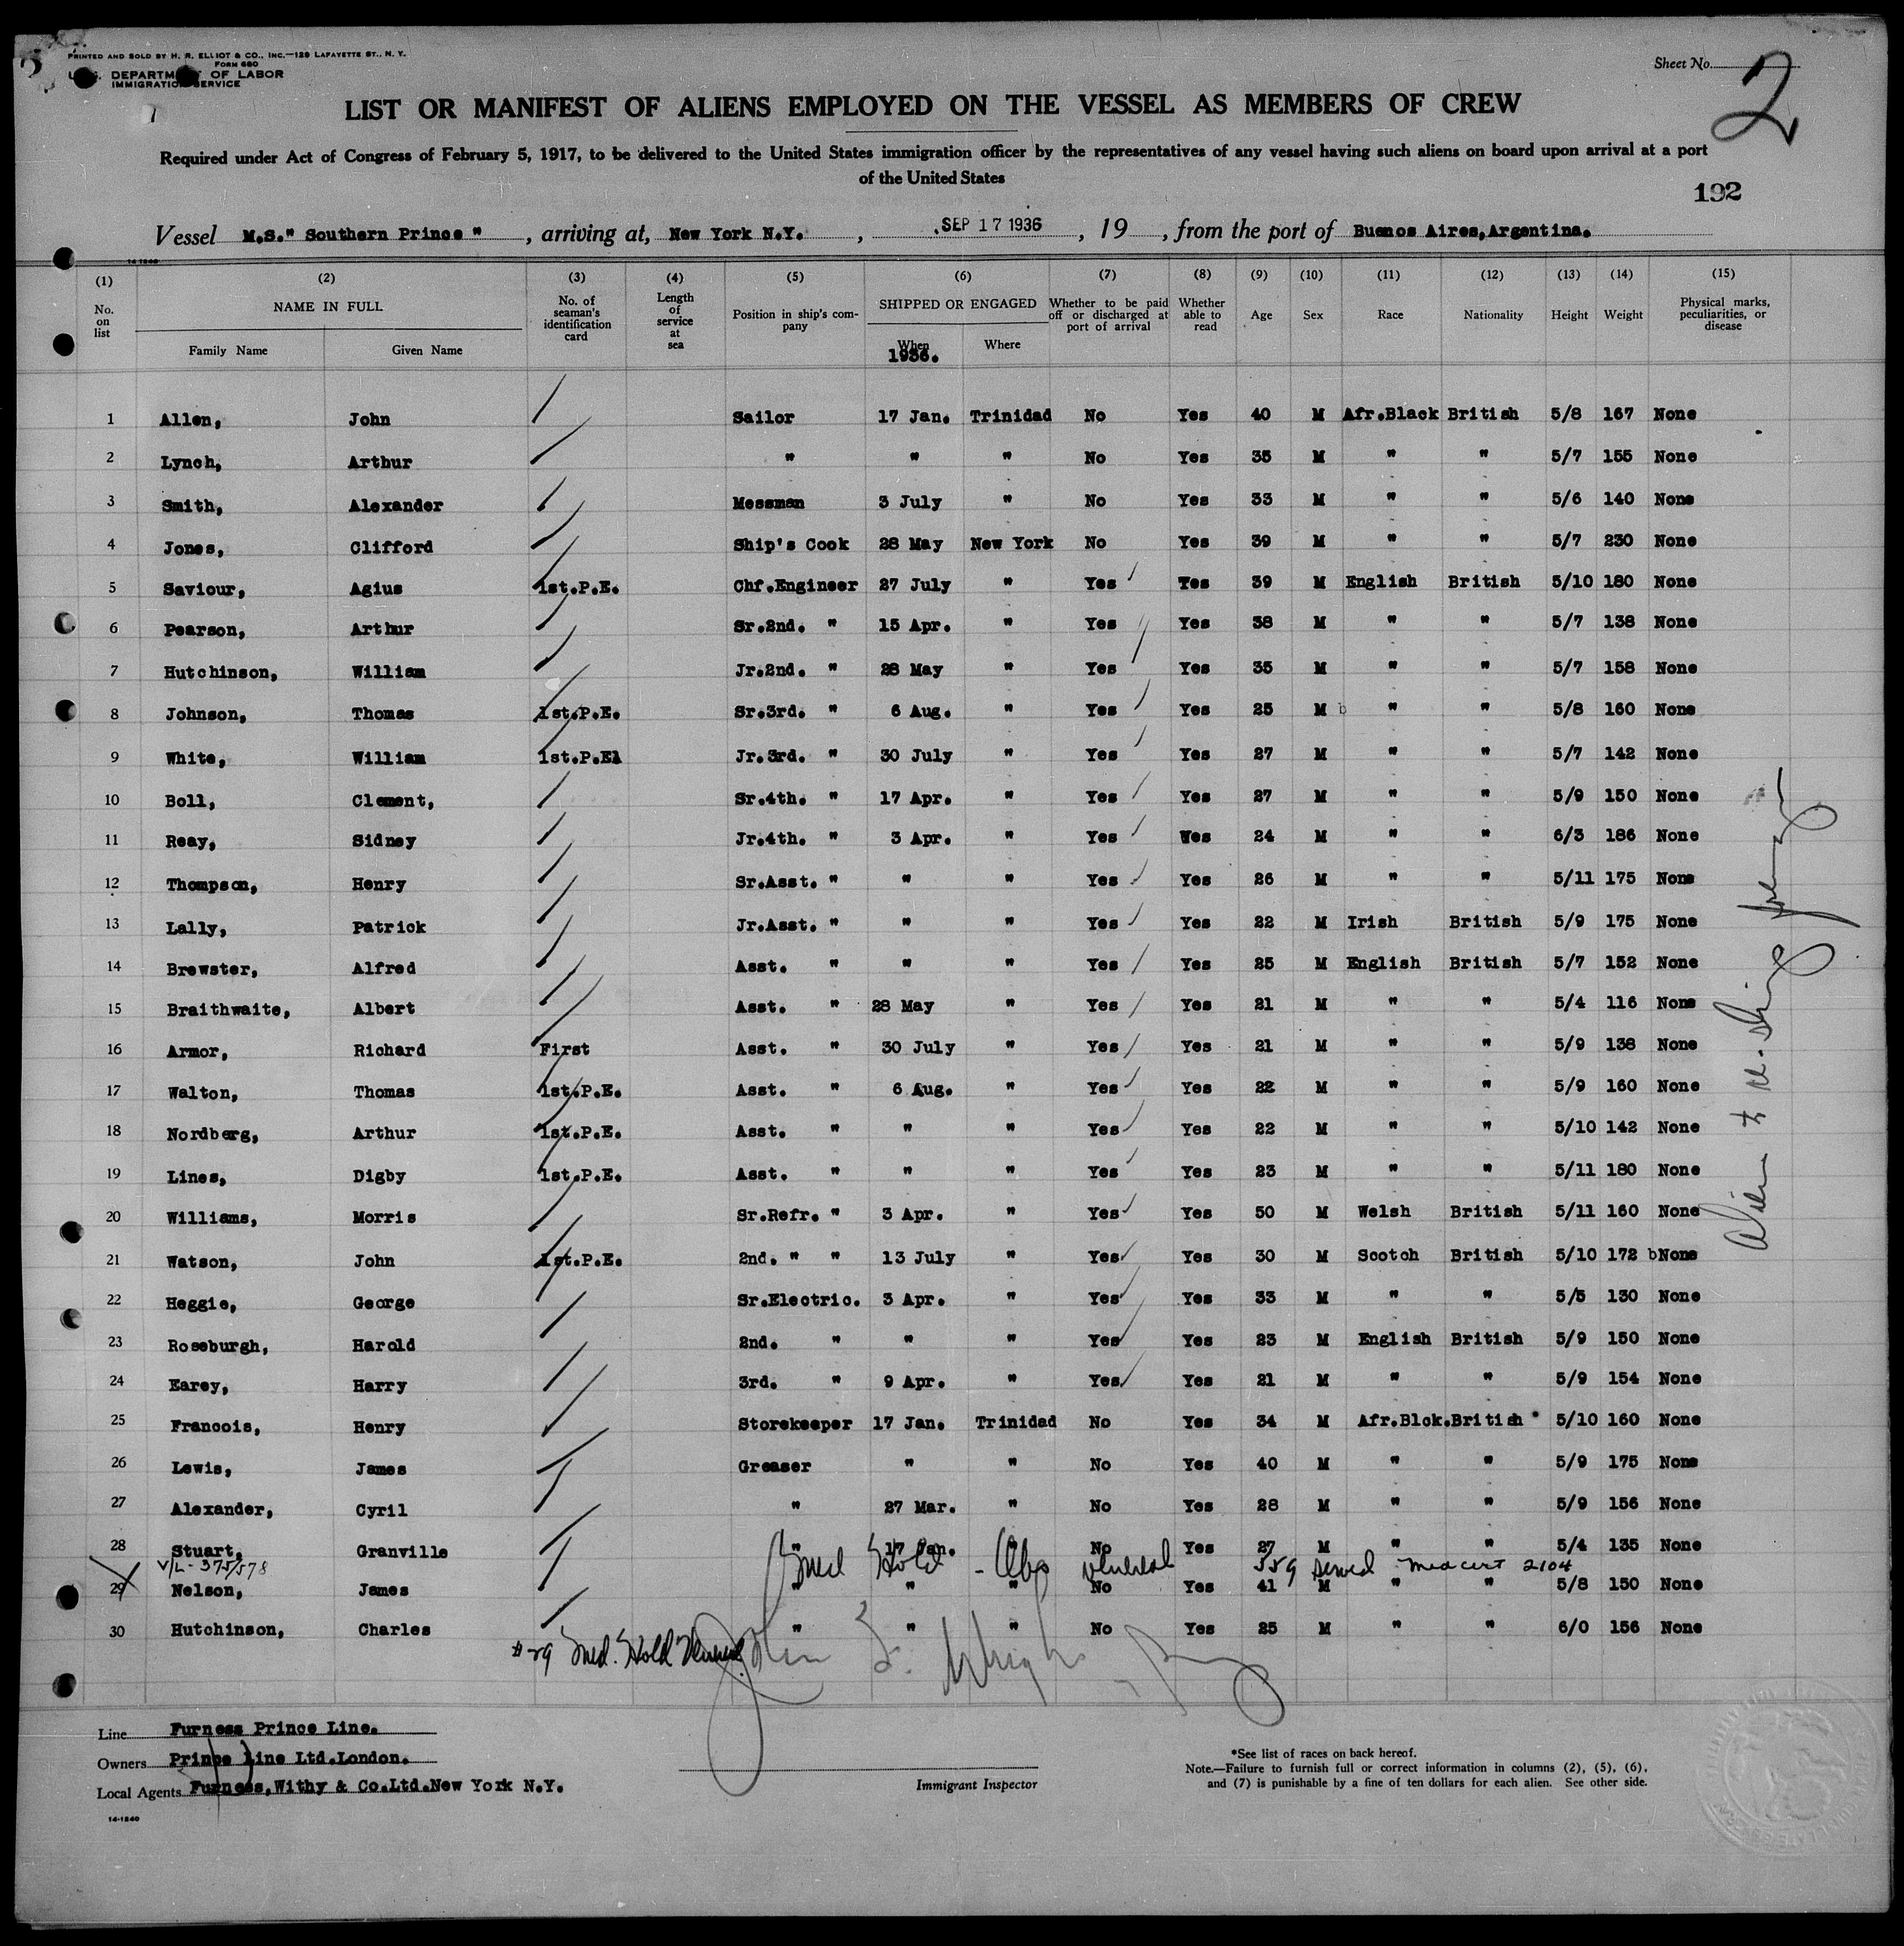 PRINTED AND SOLD BY H. R. ELLIOT & CO., INC.—129 LAFAYETTE ST., N. Y.
FORM 680
U.S. DEPARTMENT OF LABOR
IMMIGRATION SERVICE
Sheet No. 2
LIST OR MANIFEST OF ALIENS EMPLOYED ON THE VESSEL AS MEMBERS OF CREW
Required under Act of Congress of February 5, 1917, to be delivered to the United States immigration officer by the representatives of any vessel having such aliens on board upon arrival at a port
of the United States
192
Vessel M.S." Southern Prince ", arriving at, New York N.Y., SEP 17 1936, 19 , from the port of Buenos Aires,Argentina.
14-1240
(1) (2) (3) (4) (5) (6) (7) (8) (9) (10) (11) (12) (13) (14) (15)
No. on list NAME IN FULL Family Name Given Name No. of seaman's identification card Length of service at sea Position in ship's company SHIPPED OR ENGAGED When 1936. Where Whether to be paid off or discharged at port of arrival Whether able to read Age Sex Race Nationality Height Weight Physical marks, peculiarities, or disease
1 Allen, John Sailor 17 Jan. Trinidad No Yes 40 M Afr.Black British 5/8 167 None
2 Lynch, Arthur " " " No Yes 35 M " " 5/7 155 None
3 Smith, Alexander Messman 3 July " No Yes 33 M " " 5/6 140 None
4 Jones, Clifford Ship's Cook 28 May New York No Yes 39 M " " 5/7 230 None
5 Saviour, Agius 1st.P.E. Chf.Engineer 27 July " Yes Yes 39 M English British 5/10 180 None
6 Pearson, Arthur Sr.2nd. " 15 Apr. " Yes Yes 38 M " " 5/7 138 None
7 Hutchinson, William Jr.2nd. " 28 May " Yes Yes 35 M " " 5/7 158 None
8 Johnson, Thomas 1st.P.E. Sr.3rd. " 6 Aug. " Yes Yes 25 M b " " 5/8 160 None
9 White, William 1st.P.E. Jr.3rd. " 30 July " Yes Yes 27 M " " 5/7 142 None
10 Boll, Clement, Sr.4th. " 17 Apr. " Yes Yes 27 M " " 5/9 150 None
11 Reay, Sidney Jr.4th. " 3 Apr. " Yes Wes 24 M " " 6/3 186 None
12 Thompson, Henry Sr.Asst. " " " Yes Yes 26 M " " 5/11 175 None
13 Lally, Patrick Jr.Asst. " " " Yes Yes 22 M Irish British 5/9 175 None
14 Brewster, Alfred Asst. " " " Yes Yes 25 M English British 5/7 152 None
15 Braithwaite, Albert Asst. " 28 May " Yes Yes 21 M " " 5/4 116 None
16 Armor, Richard First Asst. " 30 July " Yes Yes 21 M " " 5/9 138 None
17 Walton, Thomas 1st.P.E. Asst. " 6 Aug. " Yes Yes 22 M " " 5/9 160 None
18 Nordberg, Arthur 1st.P.E. Asst. " " " Yes Yes 22 M " " 5/10 142 None
19 Lines, Digby 1st.P.E. Asst. " " " Yes Yes 23 M " " 5/11 180 None
20 Williams, Morris Sr.Refr. " 3 Apr. " Yes Yes 50 M Welsh British 5/11 160 None
21 Watson, John 1st.P.E. 2nd. " " 13 July " Yes Yes 30 M Scotch British 5/10 172 b None
22 Heggie, George Sr.Electric. 3 Apr. " Yes Yes 33 M " " 5/5 130 None
23 Roseburgh, Harold 2nd. " " " Yes Yes 23 M English British 5/9 150 None
24 Earey, Harry 3rd. " 9 Apr. " Yes Yes 21 M " " 5/9 154 None
25 Francois, Henry Storekeeper 17 Jan. Trinidad No Yes 34 M Afr.Blck. British 5/10 160 None
26 Lewis, James Greaser " " No Yes 40 M " " 5/9 175 None
27 Alexander, Cyril " 27 Mar. " No Yes 28 M " " 5/9 156 None
28 Stuart, Granville " 17 Jan. " No Yes 27 M " " 5/4 135 None
V/L - 375/578 Med Hold - Obs venereal 359 served - med cert 2104
29 Nelson, James " " " No Yes 41 M " " 5/8 150 None
30 Hutchinson, Charles " " " No Yes 25 M " " 6/0 156 None
#29 Med. Hold Venereal
Line Furness Prince Line.
Owners Prince Line Ltd.London.
Local Agents Furness,Withy & Co.Ltd.New York N.Y.
14-1240
Immigrant Inspector
*See list of races on back hereof.
Note.—Failure to furnish full or correct information in columns (2), (5), (6),
and (7) is punishable by a fine of ten dollars for each alien. See other side.